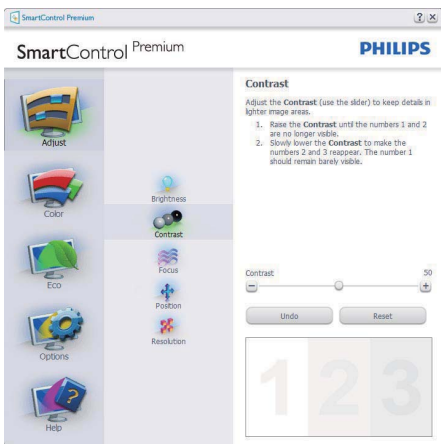 SmartControl Premium
? ×
SmartControl Premium
PHILIPS
Adjust
Color
Eco
Options
Help
Brightness
Contrast
Focus
Position
Resolution
Contrast
Adjust the Contrast (use the slider) to keep details in
lighter image areas.
1. Raise the Contrast until the numbers 1 and 2
are no longer visible.
2. Slowly lower the Contrast to make the
numbers 2 and 3 reappear. The number 1
should remain barely visible.
Contrast 50
− +
Undo Reset
1 2 3